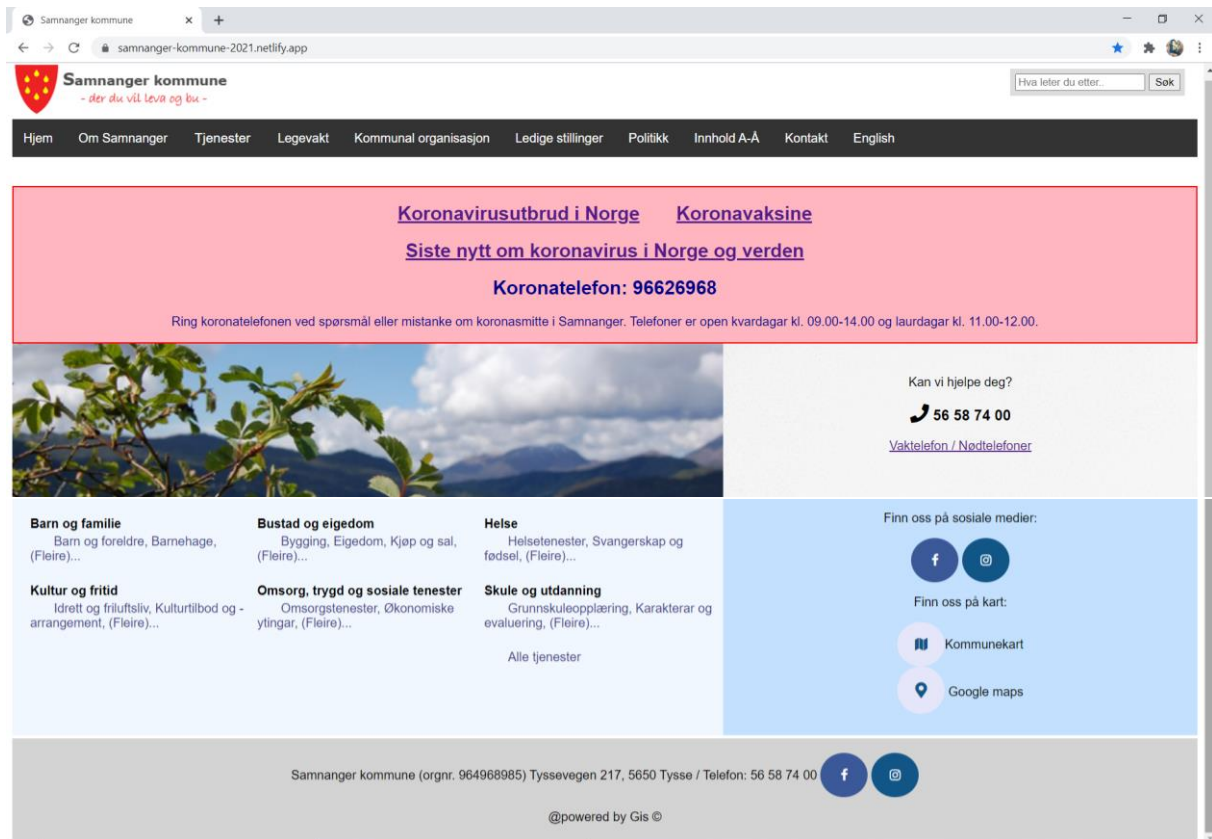 Samnanger kommune
samnanger-kommune-2021.netlify.app
Samnanger kommune
- der du vil leva og bu -
Hva leter du etter..
Søk
Hjem Om Samnanger Tjenester Legevakt Kommunal organisasjon Ledige stillinger Politikk Innhold A-Å Kontakt English
Koronavirusutbrud i Norge Koronavaksine
Siste nytt om koronavirus i Norge og verden
Koronatelefon: 96626968
Ring koronatelefonen ved spørsmål eller mistanke om koronasmitte i Samnanger. Telefoner er open kvardagar kl. 09.00-14.00 og laurdagar kl. 11.00-12.00.
Kan vi hjelpe deg?
56 58 74 00
Vaktelefon / Nødtelefoner
Barn og familie
Barn og foreldre, Barnehage,
(Fleire)...
Bustad og eigedom
Bygging, Eigedom, Kjøp og sal,
(Fleire)...
Helse
Helsetenester, Svangerskap og
fødsel, (Fleire)...
Kultur og fritid
Idrett og friluftsliv, Kulturtilbod og -
arrangement, (Fleire)...
Omsorg, trygd og sosiale tenester
Omsorgstenester, Økonomiske
ytingar, (Fleire)...
Skule og utdanning
Grunnskuleopplæring, Karakterar og
evaluering, (Fleire)...
Alle tjenester
Finn oss på sosiale medier:
Finn oss på kart:
Kommunekart
Google maps
Samnanger kommune (orgnr. 964968985) Tyssevegen 217, 5650 Tysse / Telefon: 56 58 74 00
@powered by Gis ©